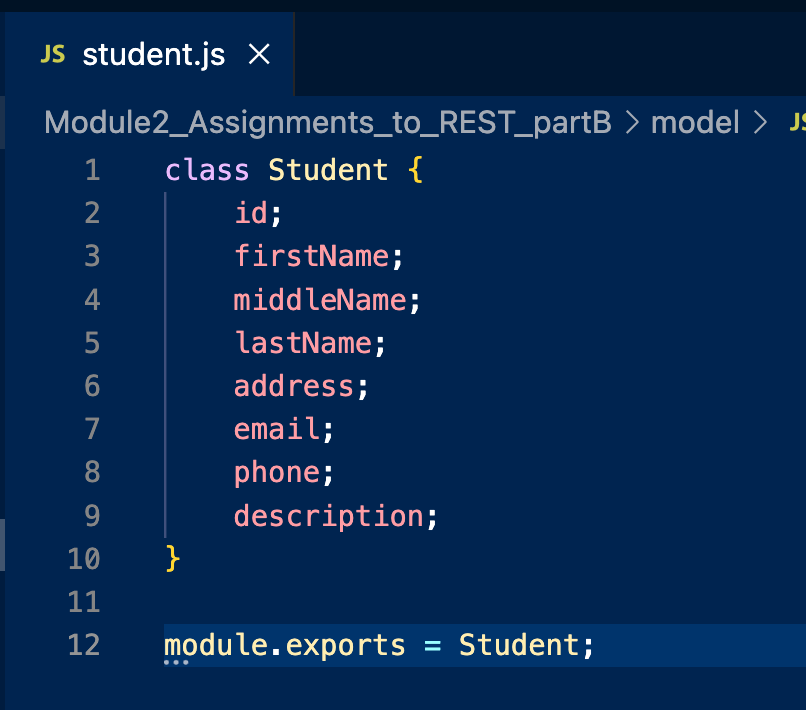 JS student.js ×
Module2_Assignments_to_REST_partB > model > JS
1 class Student {
2     id;
3     firstName;
4     middleName;
5     lastName;
6     address;
7     email;
8     phone;
9     description;
10 }
11
12 module.exports = Student;